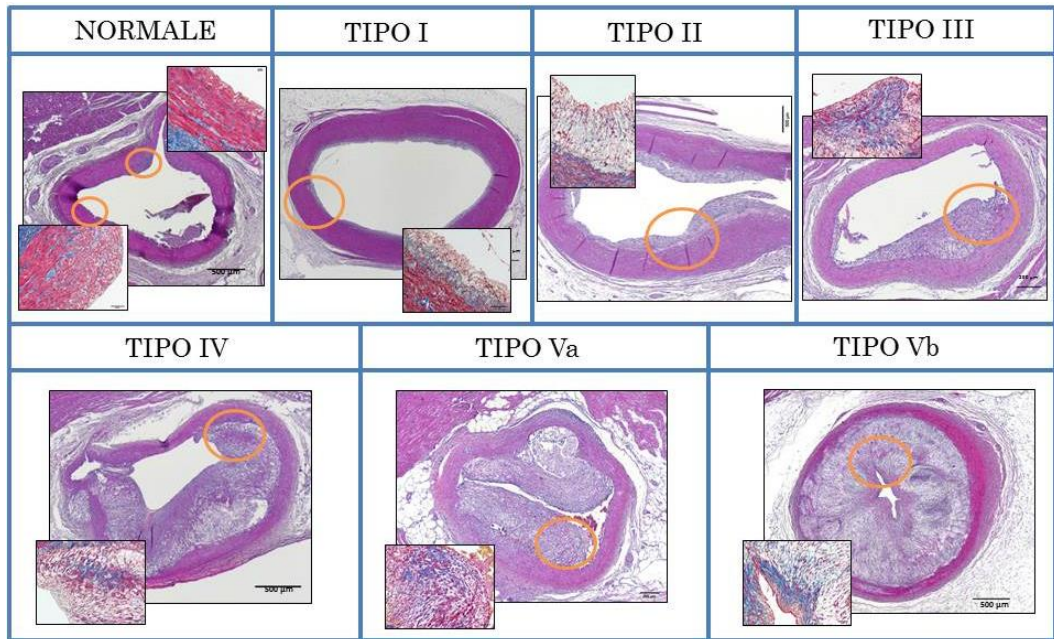 NORMALE
TIPO I
TIPO II
TIPO III
500 µm
TIPO IV
TIPO Va
TIPO Vb
500 µm
500 µm